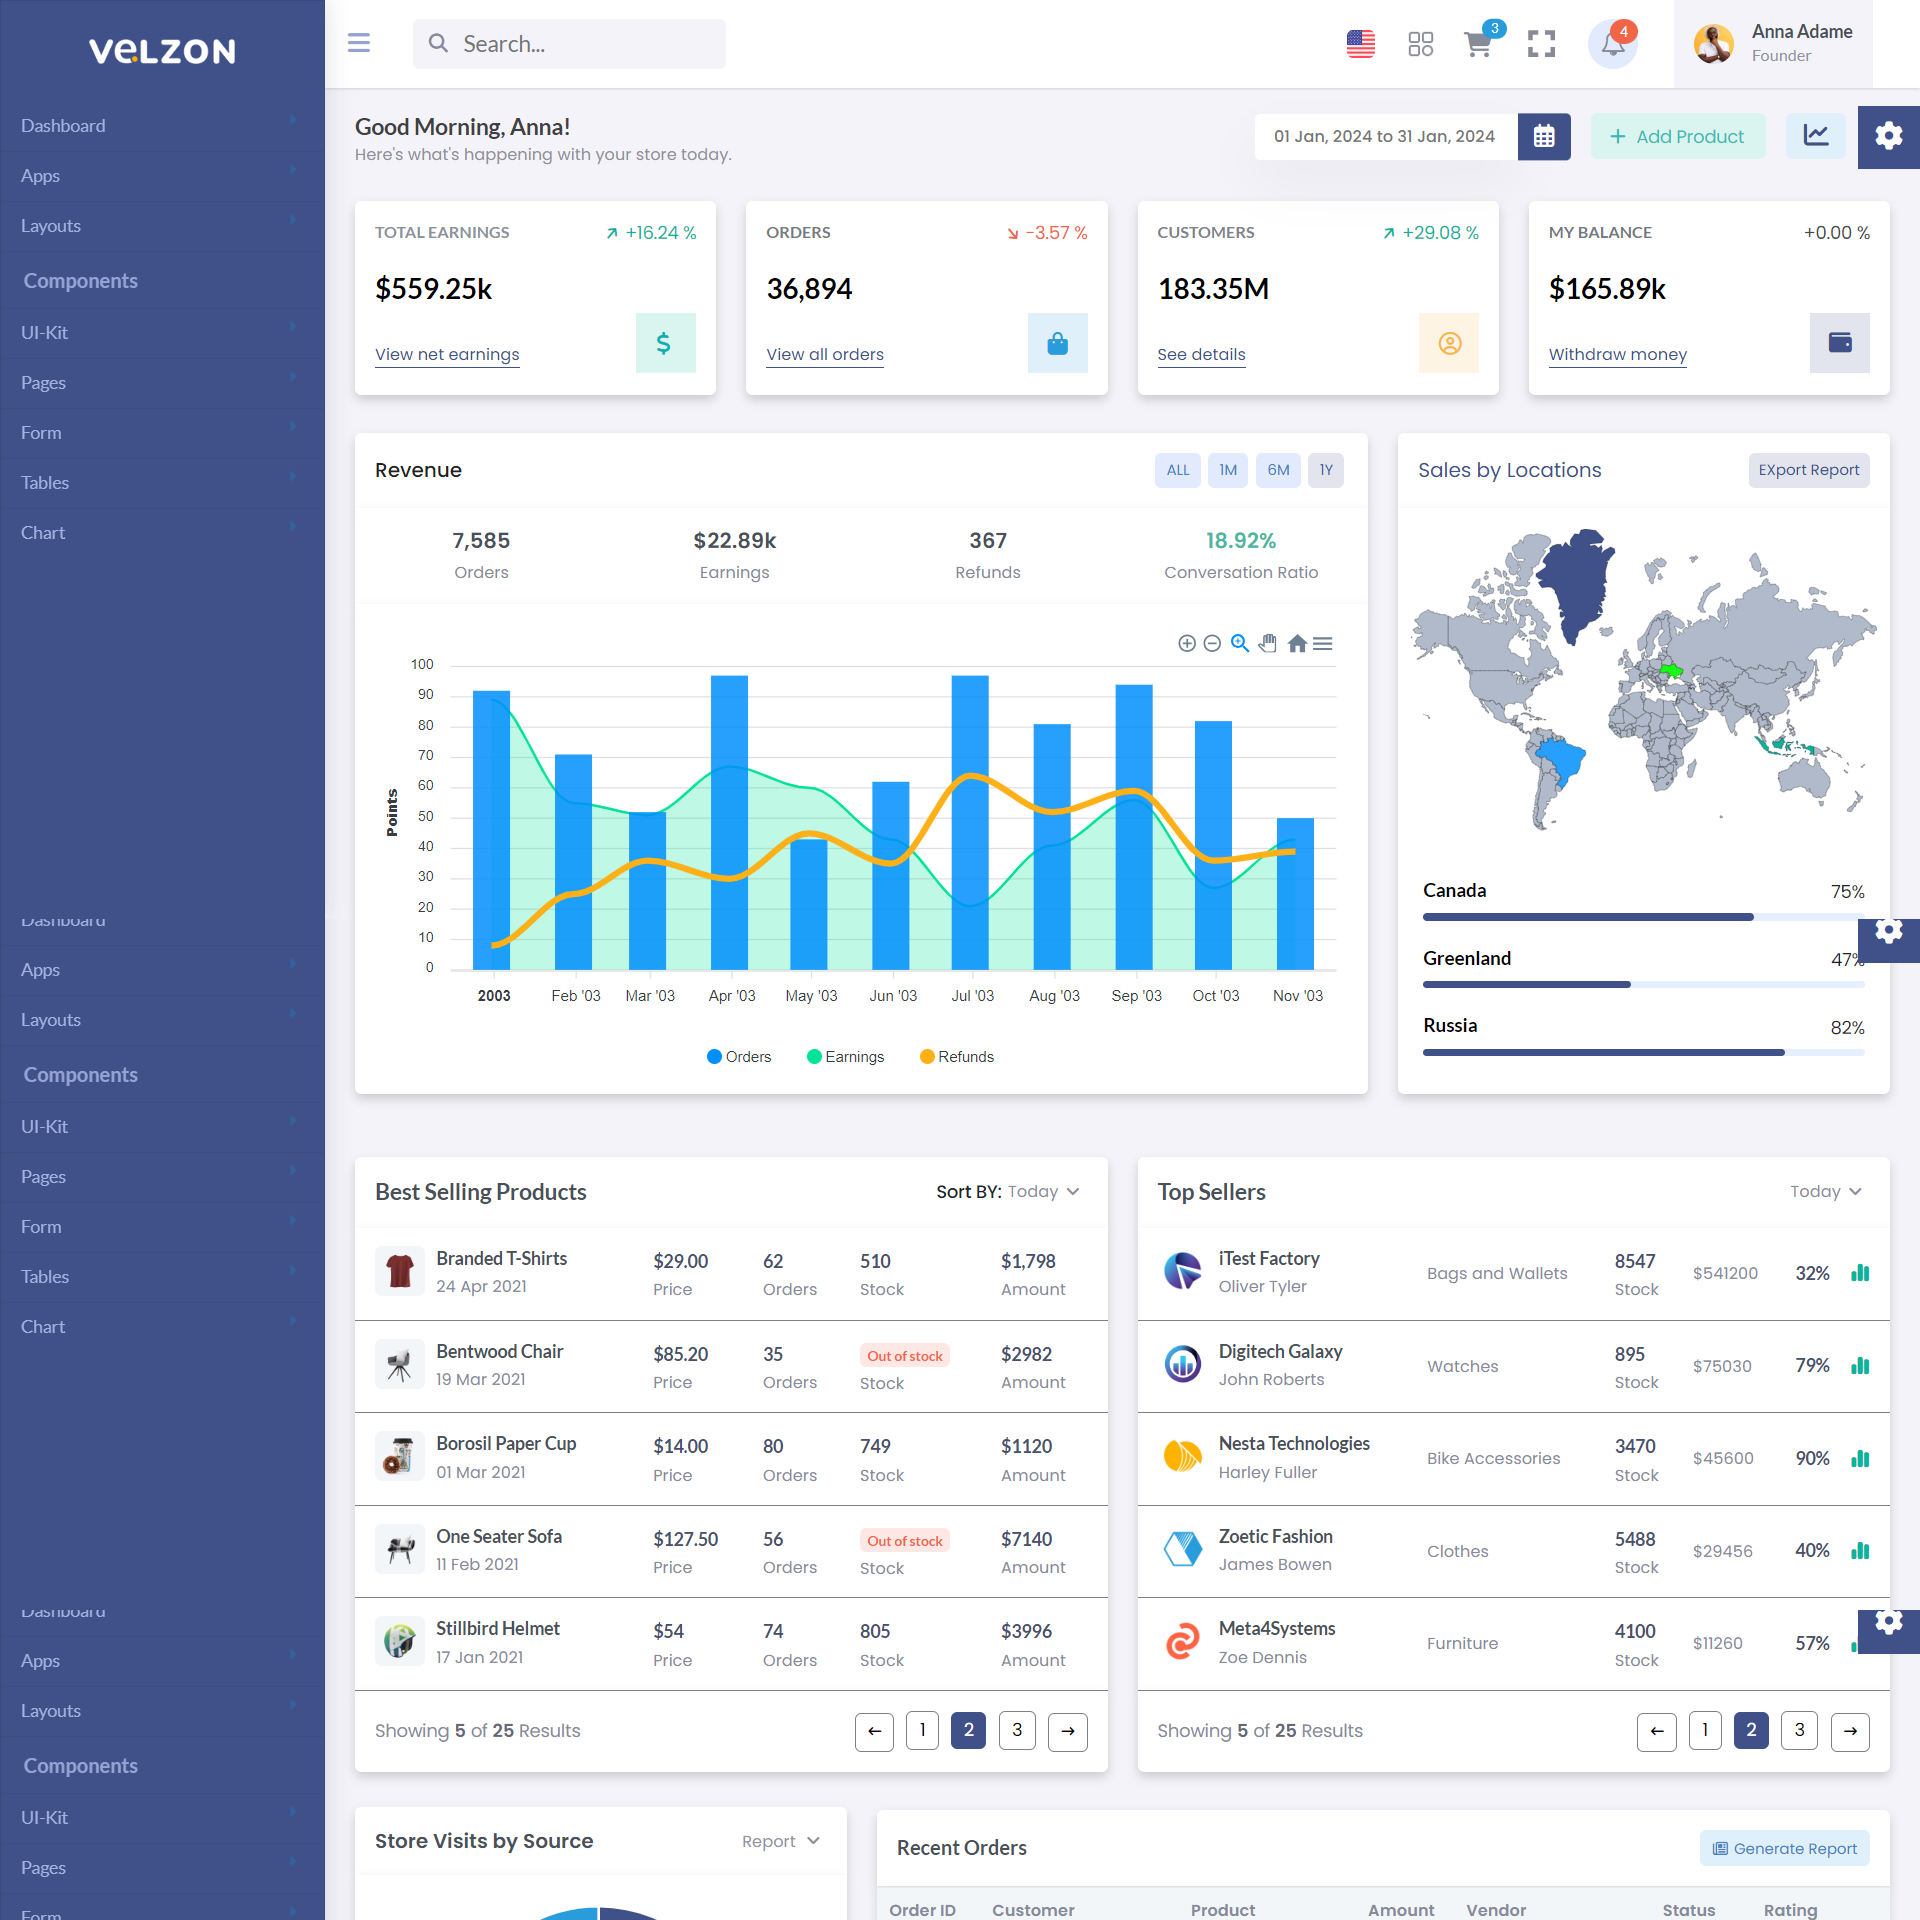 VELZON
Search...
3
4
Anna Adame
Founder
Dashboard
Apps
Layouts
Components
UI-Kit
Pages
Form
Tables
Chart
Good Morning, Anna!
Here's what's happening with your store today.
01 Jan, 2024 to 31 Jan, 2024
+ Add Product
TOTAL EARNINGS
+16.24 %
$559.25k
View net earnings
$
ORDERS
-3.57 %
36,894
View all orders
CUSTOMERS
+29.08 %
183.35M
See details
MY BALANCE
+0.00 %
$165.89k
Withdraw money
Revenue
ALL 1M 6M 1Y
7,585
Orders
$22.89k
Earnings
367
Refunds
18.92%
Conversation Ratio
Points
100
90
80
70
60
50
40
30
20
10
0
2003 Feb '03 Mar '03 Apr '03 May '03 Jun '03 Jul '03 Aug '03 Sep '03 Oct '03 Nov '03
Orders Earnings Refunds
Sales by Locations
EXport Report
Canada 75%
Greenland 47%
Russia 82%
Dashboard
Apps
Layouts
Components
UI-Kit
Pages
Form
Tables
Chart
Best Selling Products
Sort BY: Today
Branded T-Shirts $29.00 62 510 $1,798
24 Apr 2021 Price Orders Stock Amount
Bentwood Chair $85.20 35 Out of stock $2982
19 Mar 2021 Price Orders Stock Amount
Borosil Paper Cup $14.00 80 749 $1120
01 Mar 2021 Price Orders Stock Amount
One Seater Sofa $127.50 56 Out of stock $7140
11 Feb 2021 Price Orders Stock Amount
Stillbird Helmet $54 74 805 $3996
17 Jan 2021 Price Orders Stock Amount
Showing 5 of 25 Results
← 1 2 3 →
Top Sellers
Today
iTest Factory
Oliver Tyler
Bags and Wallets
8547
Stock
$541200
32%
Digitech Galaxy
John Roberts
Watches
895
Stock
$75030
79%
Nesta Technologies
Harley Fuller
Bike Accessories
3470
Stock
$45600
90%
Zoetic Fashion
James Bowen
Clothes
5488
Stock
$29456
40%
Meta4Systems
Zoe Dennis
Furniture
4100
Stock
$11260
57%
Showing 5 of 25 Results
← 1 2 3 →
Dashboard
Apps
Layouts
Components
UI-Kit
Pages
Form
Store Visits by Source
Report
Recent Orders
Generate Report
Order ID Customer Product Amount Vendor Status Rating